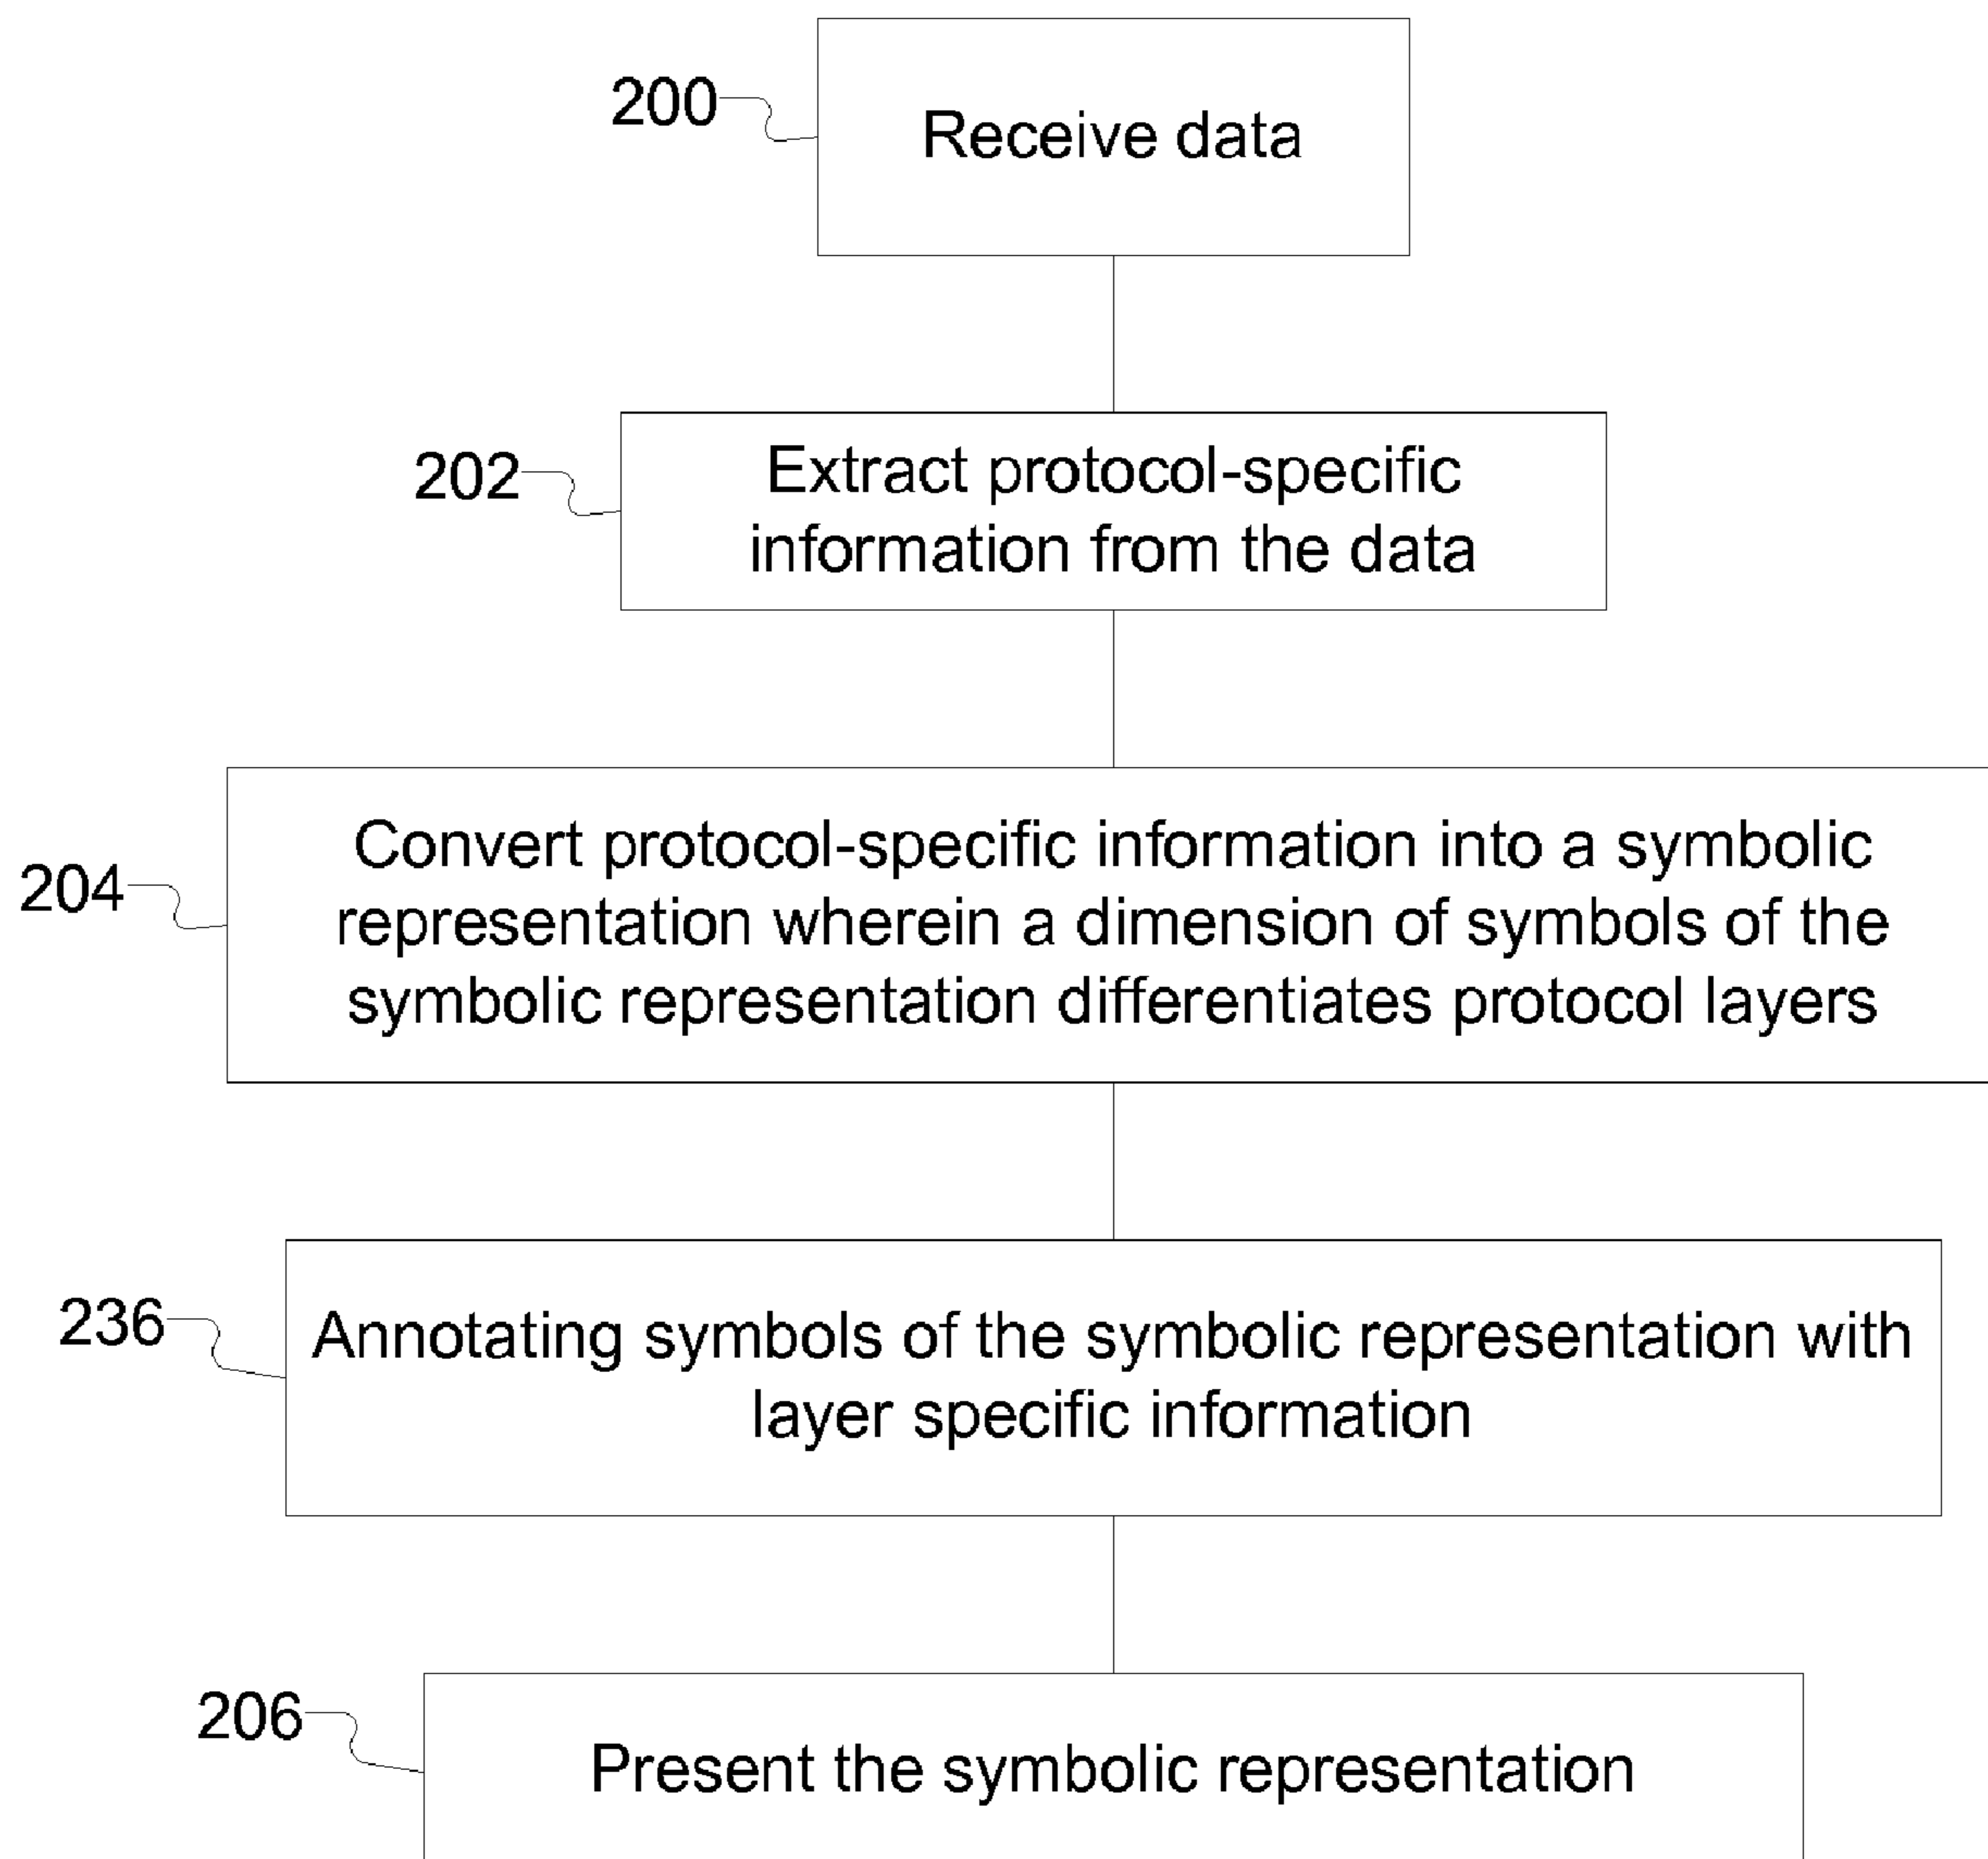 200
Receive data
202
Extract protocol-specific
information from the data
204
Convert protocol-specific information into a symbolic
representation wherein a dimension of symbols of the
symbolic representation differentiates protocol layers
236
Annotating symbols of the symbolic representation with
layer specific information
206
Present the symbolic representation